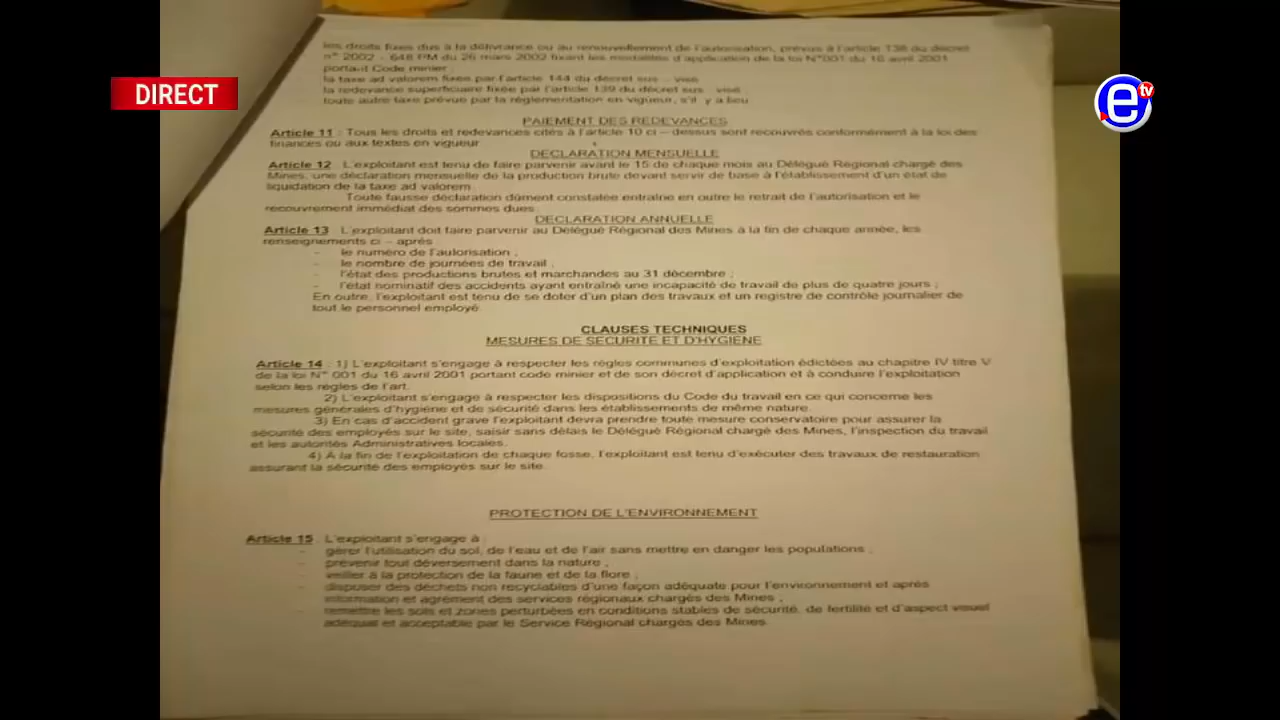 DIRECT
e tv
les droits fixes dus à la délivrance ou au renouvellement de l'autorisation, prévus à l'article 138 du décret
n° 2002 - 648 PM du 26 mars 2002 fixant les modalités d'application de la loi N°001 du 16 avril 2001
portant Code minier ;
la taxe ad valorem fixée par l'article 144 du décret sus - visé
la redevance superficiaire fixée par l'article 139 du décret sus - visé ;
toute autre taxe prévue par la réglementation en vigueur, s'il y a lieu
PAIEMENT DES REDEVANCES
Article 11 : Tous les droits et redevances cités à l'article 10 ci – dessus sont recouvrés conformément à la loi des
finances ou aux textes en vigueur
DECLARATION MENSUELLE
Article 12 : L'exploitant est tenu de faire parvenir avant le 15 de chaque mois au Délégué Régional chargé des
Mines, une déclaration mensuelle de la production brute devant servir de base à l'établissement d'un état de
liquidation de la taxe ad valorem.
Toute fausse déclaration dûment constatée entraîne en outre le retrait de l'autorisation et le
recouvrement immédiat des sommes dues.
DECLARATION ANNUELLE
Article 13 : L'exploitant doit faire parvenir au Délégué Régional des Mines à la fin de chaque année, les
renseignements ci – après
- le numéro de l'autorisation ;
- le nombre de journées de travail ;
- l'état des productions brutes et marchandes au 31 décembre ;
- l'état nominatif des accidents ayant entraîné une incapacité de travail de plus de quatre jours ;
En outre, l'exploitant est tenu de se doter d'un plan des travaux et un registre de contrôle journalier de
tout le personnel employé.
CLAUSES TECHNIQUES
MESURES DE SECURITE ET D'HYGIENE
Article 14 : 1) L'exploitant s'engage à respecter les règles communes d'exploitation édictées au chapitre IV titre V
de la loi N° 001 du 16 avril 2001 portant code minier et de son décret d'application et à conduire l'exploitation
selon les règles de l'art.
2) L'exploitant s'engage à respecter les dispositions du Code du travail en ce qui concerne les
mesures générales d'hygiène et de sécurité dans les établissements de même nature.
3) En cas d'accident grave l'exploitant devra prendre toute mesure conservatoire pour assurer la
sécurité des employés sur le site, saisir sans délais le Délégué Régional chargé des Mines, l'inspection du travail
et les autorités Administratives locales.
4) A la fin de l'exploitation de chaque fosse, l'exploitant est tenu d'exécuter des travaux de restauration
assurant la sécurité des employés sur le site.
PROTECTION DE L'ENVIRONNEMENT
Article 15 : L'exploitant s'engage à :
- gérer l'utilisation du sol, de l'eau et de l'air sans mettre en danger les populations ;
- prévenir tout déversement dans la nature ;
- veiller à la protection de la faune et de la flore ;
- disposer des déchets non recyclables d'une façon adéquate pour l'environnement et après
information et agrément des services régionaux chargés des Mines ;
- remettre les sols et zones perturbées en conditions stables de sécurité, de fertilité et d'aspect visuel
adéquat et acceptable par le Service Régional chargés des Mines.